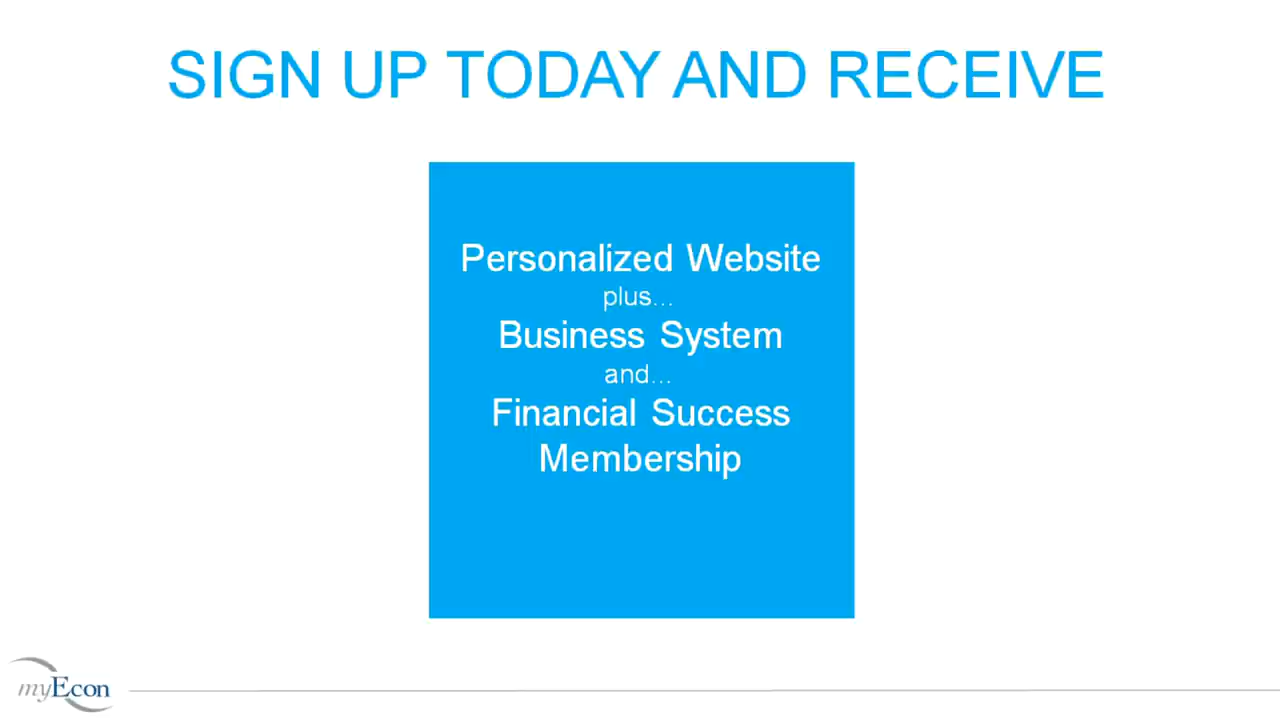 SIGN UP TODAY AND RECEIVE
Personalized Website
plus...
Business System
and...
Financial Success
Membership
myEcon